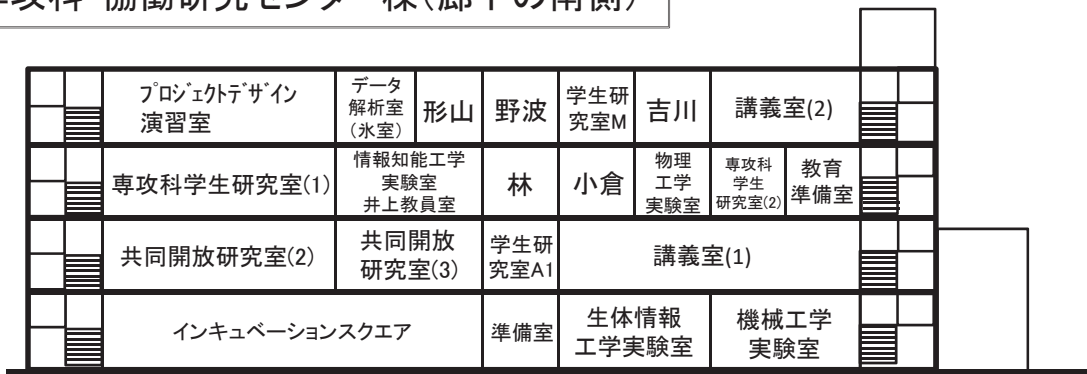 専攻科・協働研究センター棟(廊下の南側)
ﾌﾟﾛｼﾞｪｸﾄﾃﾞｻﾞｲﾝ
演習室
データ
解析室
(氷室)
形山
野波
学生研
究室M
吉川
講義室(2)
専攻科学生研究室(1)
情報知能工学
実験室
井上教員室
林
小倉
物理
工学
実験室
専攻科
学生
研究室(2)
教育
準備室
共同開放研究室(2)
共同開放
研究室(3)
学生研
究室A1
講義室(1)
インキュベーションスクエア
準備室
生体情報
工学実験室
機械工学
実験室